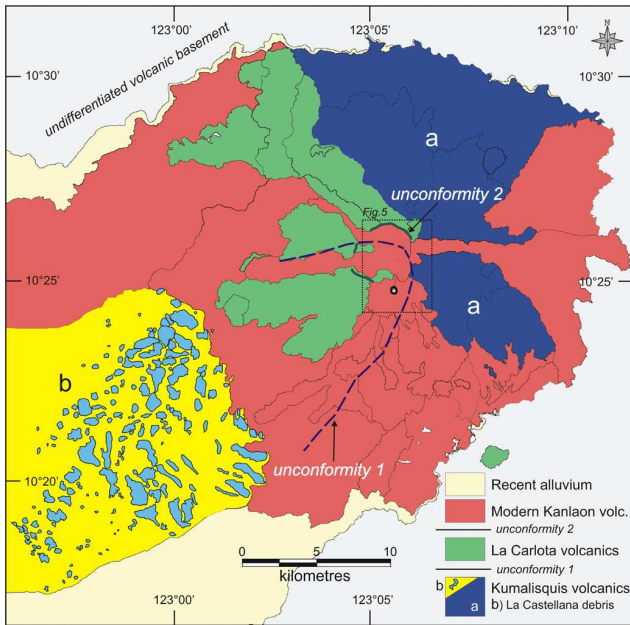 123°00' 123°05' 123°10'
10°30' 10°30'
undifferentiated volcanic basement
a
unconformity 2
Fig.5
10°25' 10°25'
a
b
unconformity 1
10°20'
Recent alluvium
Modern Kanlaon volc.
unconformity 2
La Carlota volcanics
unconformity 1
b Kumalisquis volcanics
a b) La Castellana debris
0 2 5 10
kilometres
123°00' 123°05'